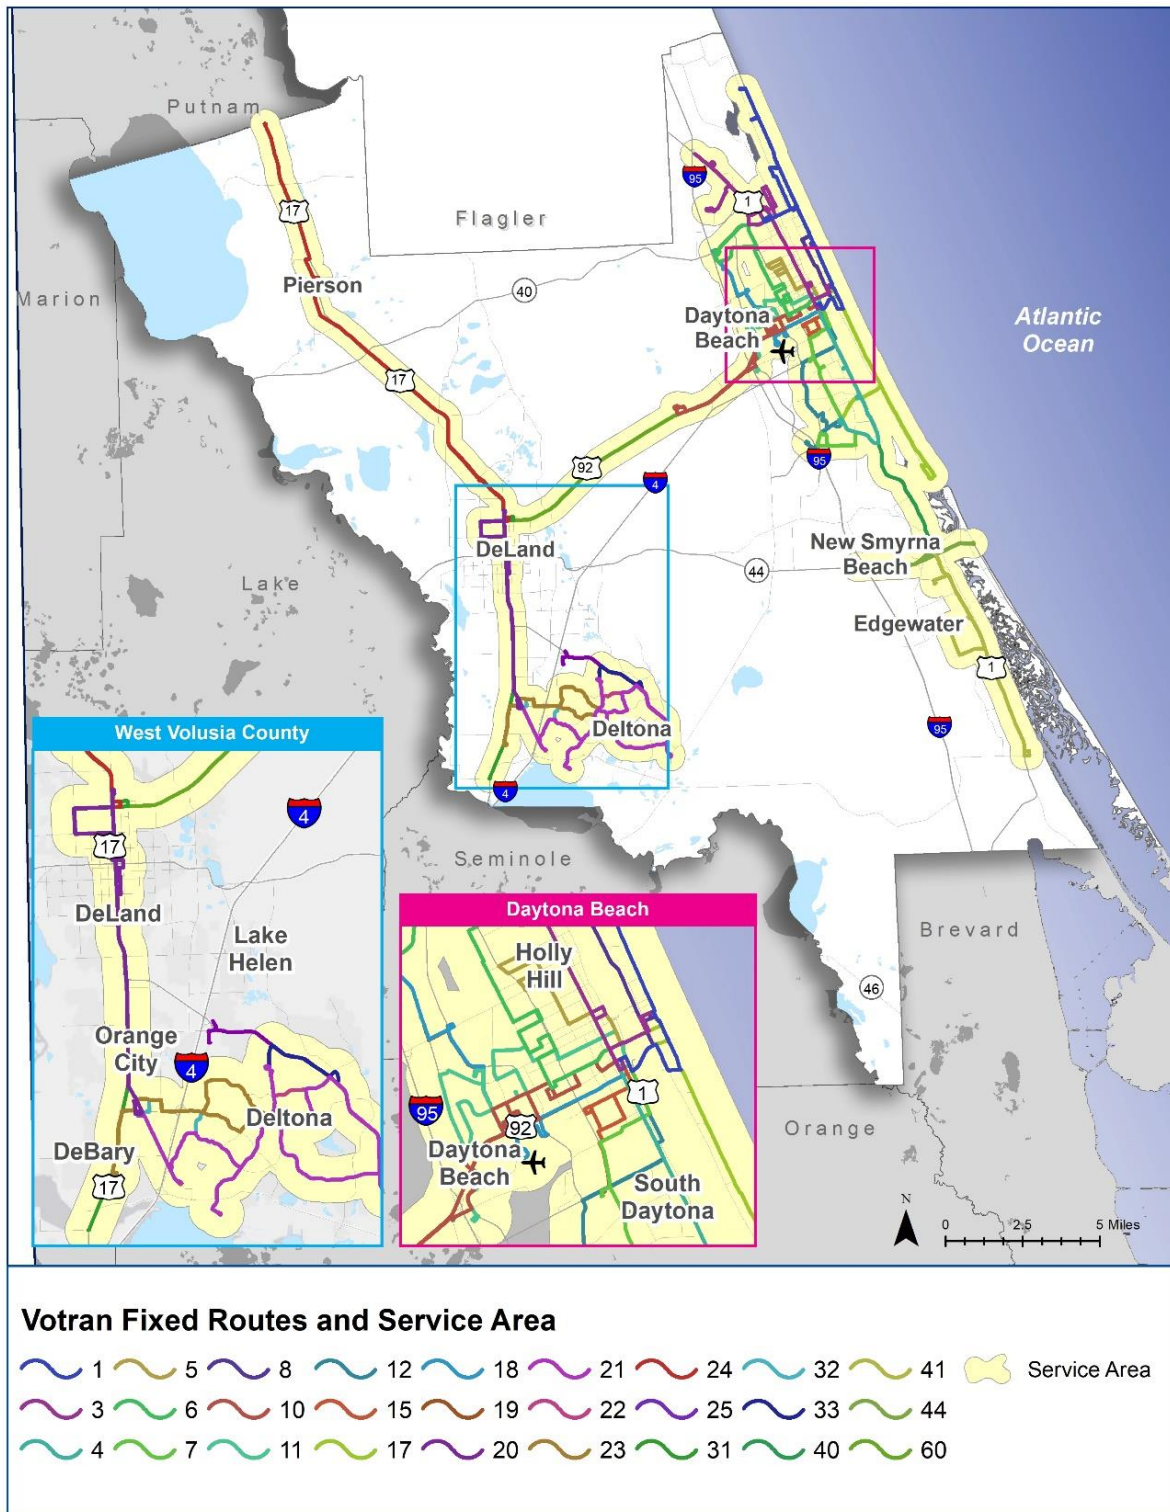 Putnam
95
1
17
Flagler
Pierson
Marion
40
Atlantic
Ocean
Daytona
Beach
17
92
95
4
DeLand
New Smyrna
Beach
44
Lake
Edgewater
1
Deltona
95
4
West Volusia County
4
17
DeLand
Lake
Helen
Orange
City
4
Deltona
DeBary
17
Seminole
Daytona Beach
Holly
Hill
1
95
92
Daytona
Beach
South
Daytona
Brevard
46
Orange
N
0 2.5 5 Miles
Votran Fixed Routes and Service Area
1 5 8 12 18 21 24 32 41 Service Area
3 6 10 15 19 22 25 33 44
4 7 11 17 20 23 31 40 60